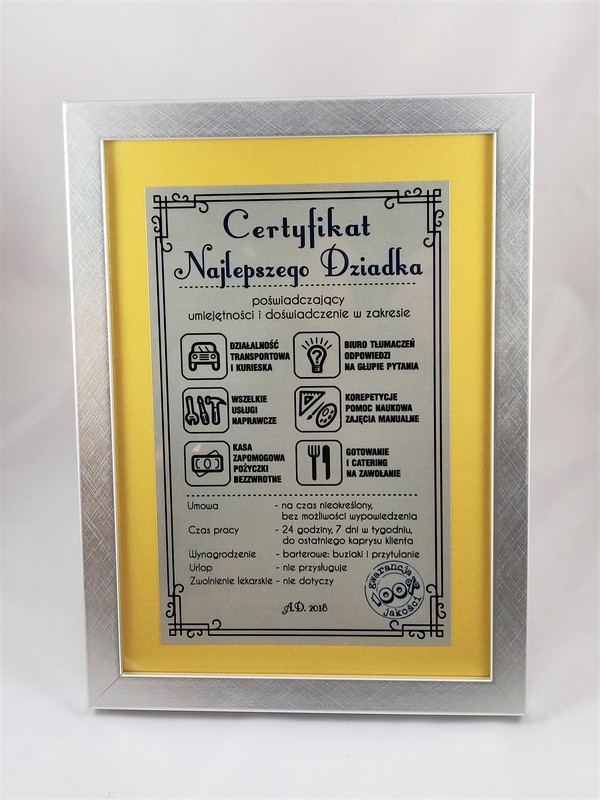 Certyfikat
Najlepszego Dziadka
poświadczający
umiejętności i doświadczenie w zakresie
DZIAŁALNOŚĆ
TRANSPORTOWA
I KURIESKA
BIURO TŁUMACZEŃ
ODPOWIEDZI
NA GŁUPIE PYTANIA
WSZELKIE
USŁUGI
NAPRAWCZE
KOREPETYCJE
POMOC NAUKOWA
ZAJĘCIA MANUALNE
KASA
ZAPOMOGOWA
POŻYCZKI
BEZZWROTNE
GOTOWANIE
I CATERING
NA ZAWOŁANIE
Umowa - na czas nieokreślony,
bez możliwości wypowiedzenia
Czas pracy - 24 godziny, 7 dni w tygodniu,
do ostatniego kaprysu klienta
Wynagrodzenie - barterowe: buziaki i przytulanie
Urlop - nie przysługuje
Zwolnienie lekarskie - nie dotyczy
A.D. 2018
gwarancja
100%
jakości